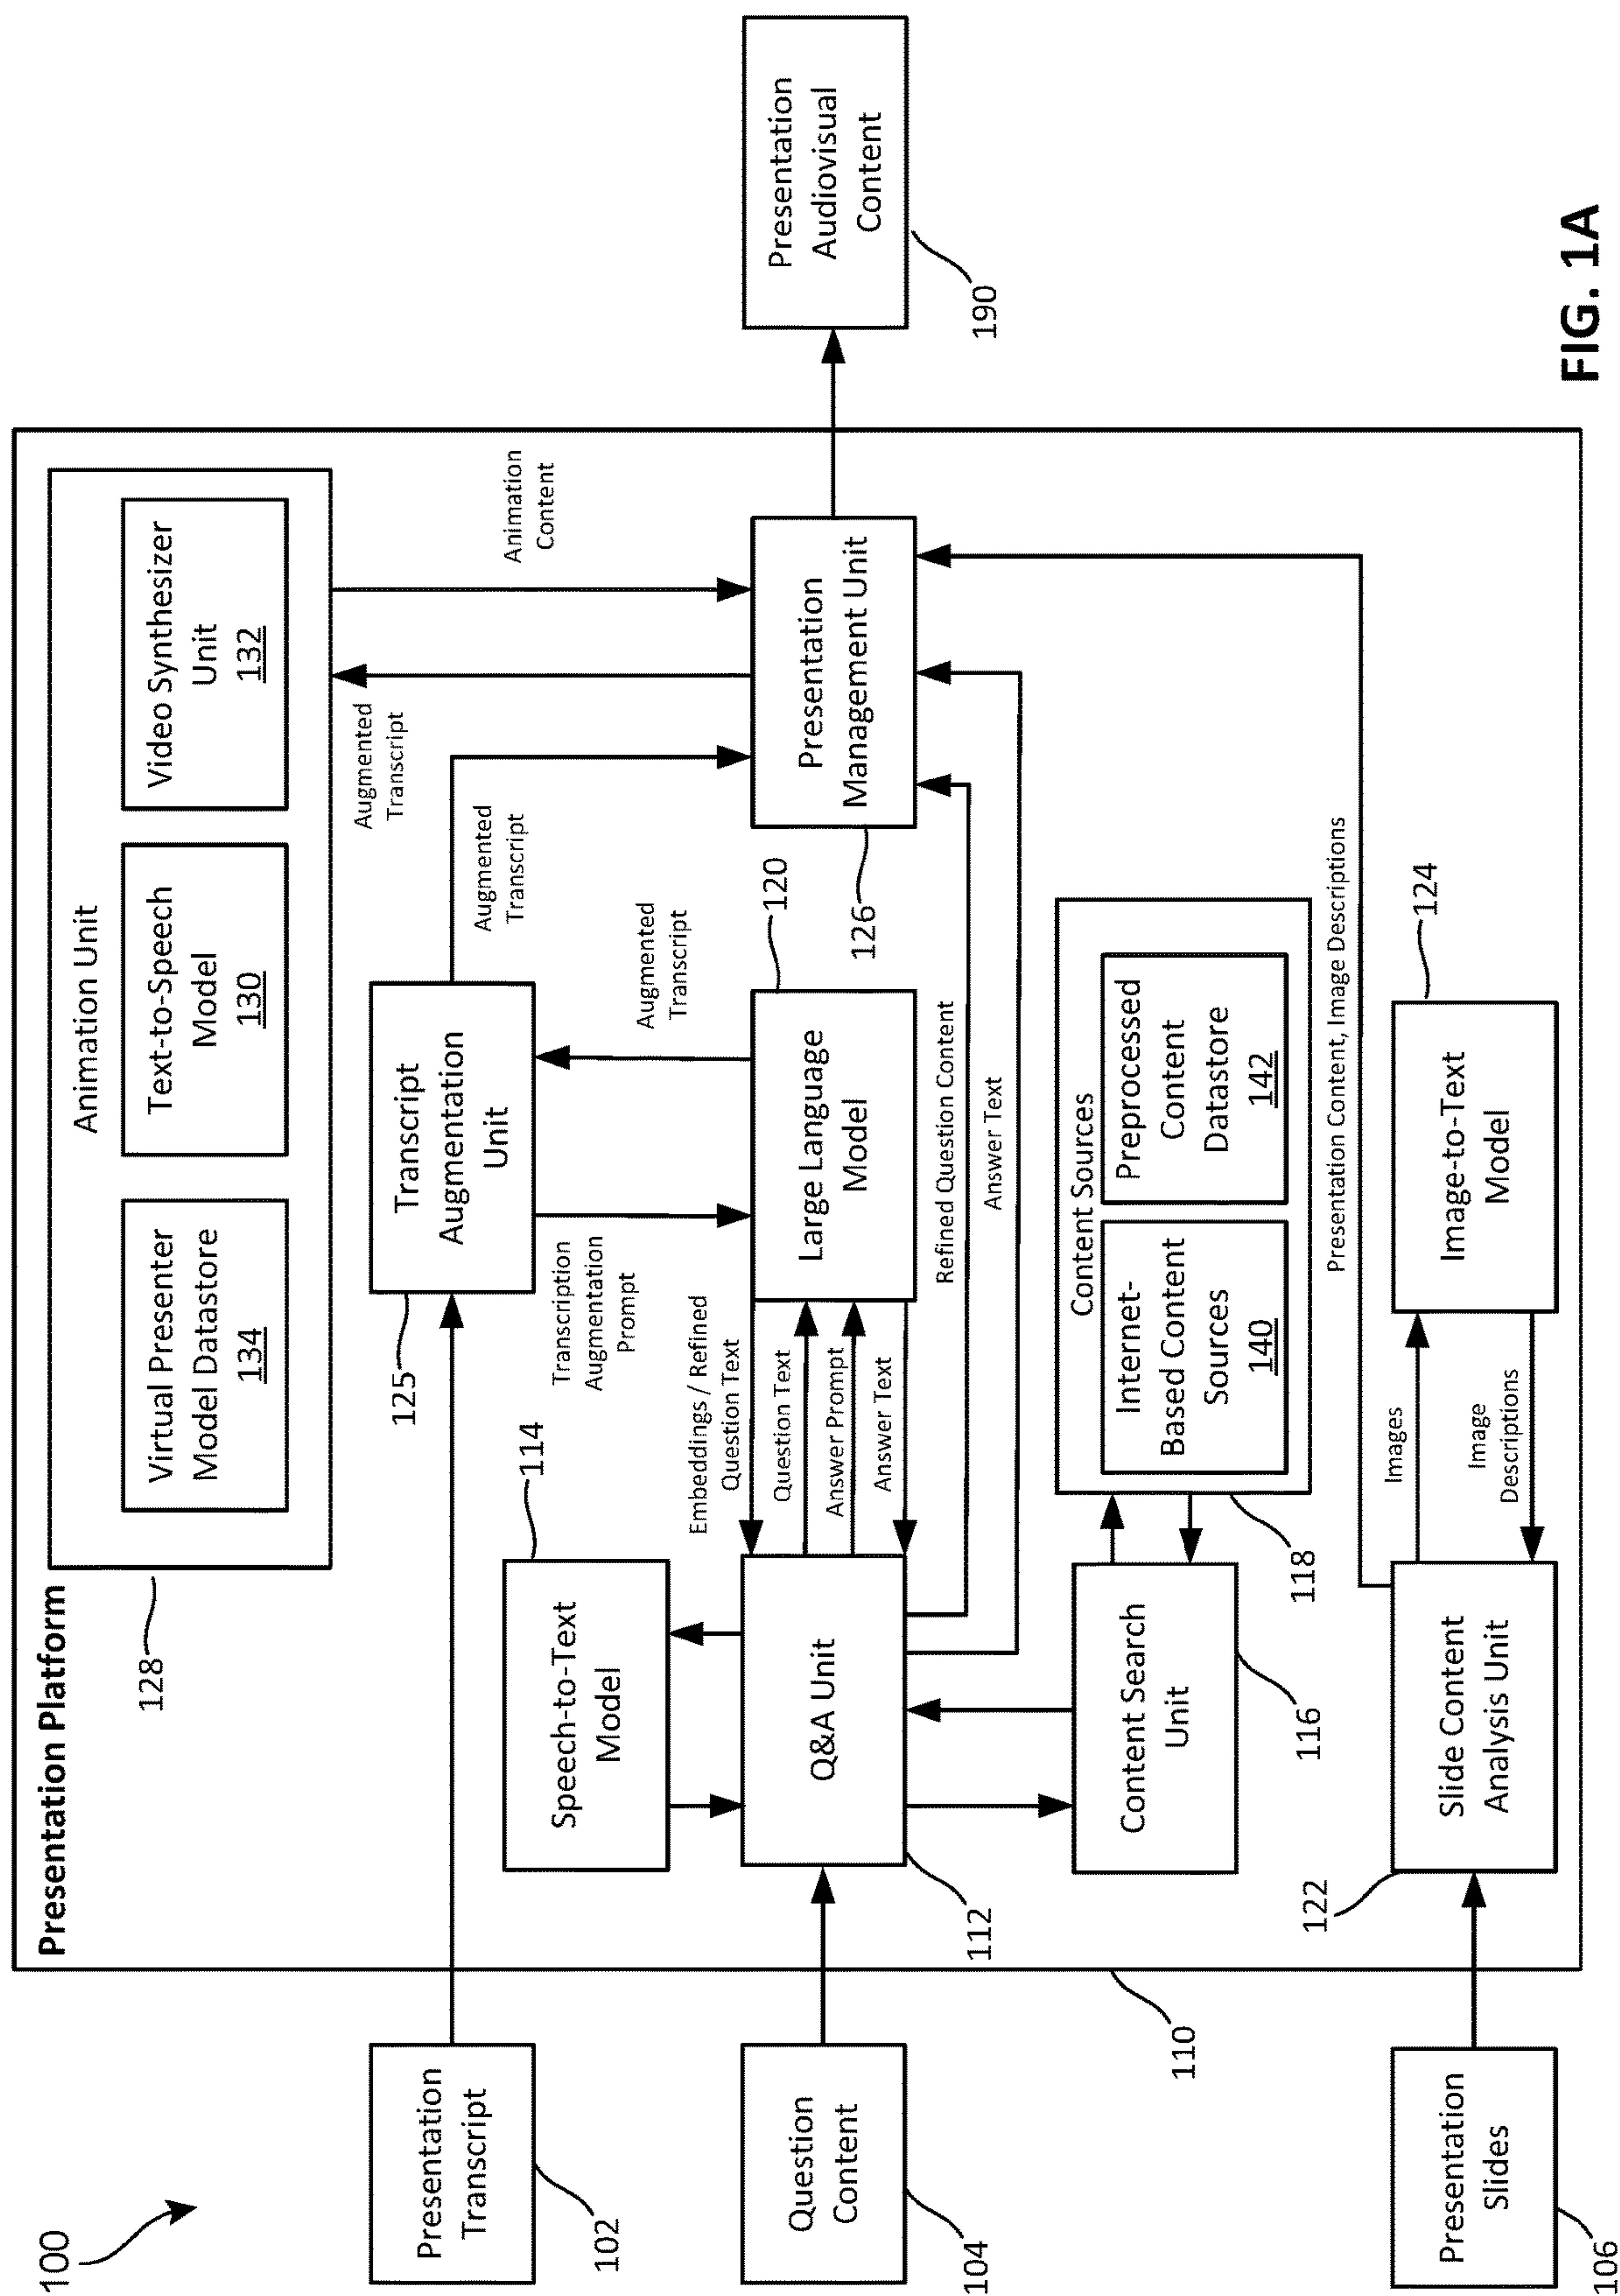 100
Presentation Platform
128
Animation Unit
Virtual Presenter
Model Datastore
134
Text-to-Speech
Model
130
Video Synthesizer
Unit
132
Presentation
Transcript
102
125
Transcript
Augmentation
Unit
Augmented
Transcript
Augmented
Transcript
Animation
Content
Transcription
Augmentation
Prompt
Augmented
Transcript
114
Speech-to-Text
Model
Question
Content
104
Q&A Unit
112
Embeddings / Refined
Question Text
Question Text
Answer Prompt
Answer Text
Large Language
Model
120
Presentation
Management Unit
126
Presentation
Audiovisual
Content
190
Refined Question Content
Answer Text
Content Search
Unit
116
118
Content Sources
Internet-
Based Content
Sources
140
Preprocessed
Content
Datastore
142
110
Presentation Content, Image Descriptions
Presentation
Slides
106
122
Slide Content
Analysis Unit
Images
Image
Descriptions
Image-to-Text
Model
124
FIG. 1A